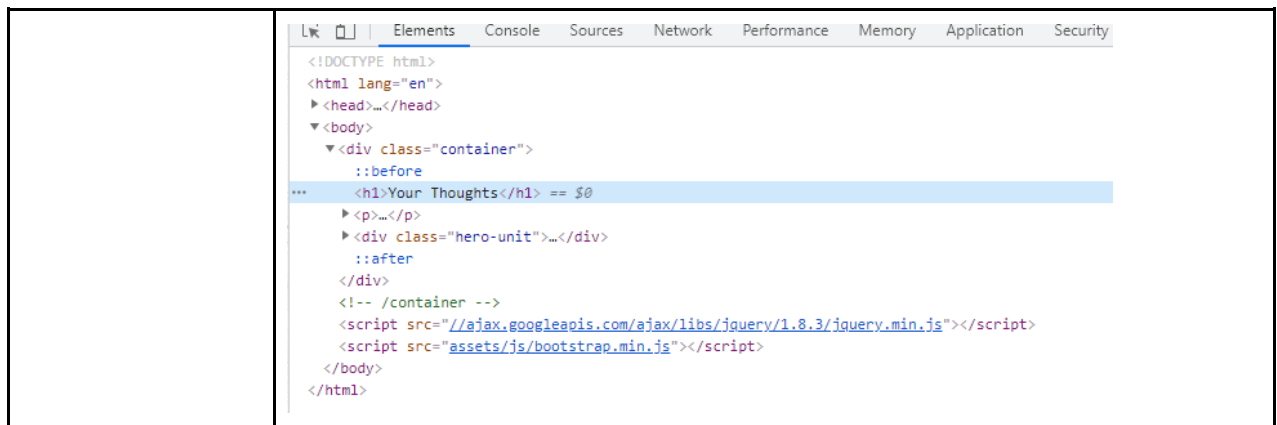 Elements Console Sources Network Performance Memory Application Security
<!DOCTYPE html>
<html lang="en">
<head>…</head>
<body>
<div class="container">
::before
<h1>Your Thoughts</h1> == $0
<p>…</p>
<div class="hero-unit">…</div>
::after
</div>
<!-- /container -->
<script src="//ajax.googleapis.com/ajax/libs/jquery/1.8.3/jquery.min.js"></script>
<script src="assets/js/bootstrap.min.js"></script>
</body>
</html>